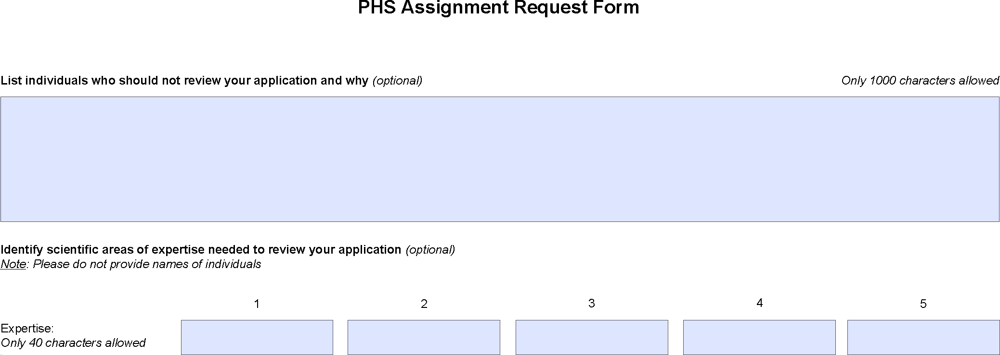 PHS Assignment Request Form
List individuals who should not review your application and why (optional) Only 1000 characters allowed
Identify scientific areas of expertise needed to review your application (optional)
Note: Please do not provide names of individuals
1 2 3 4 5
Expertise:
Only 40 characters allowed